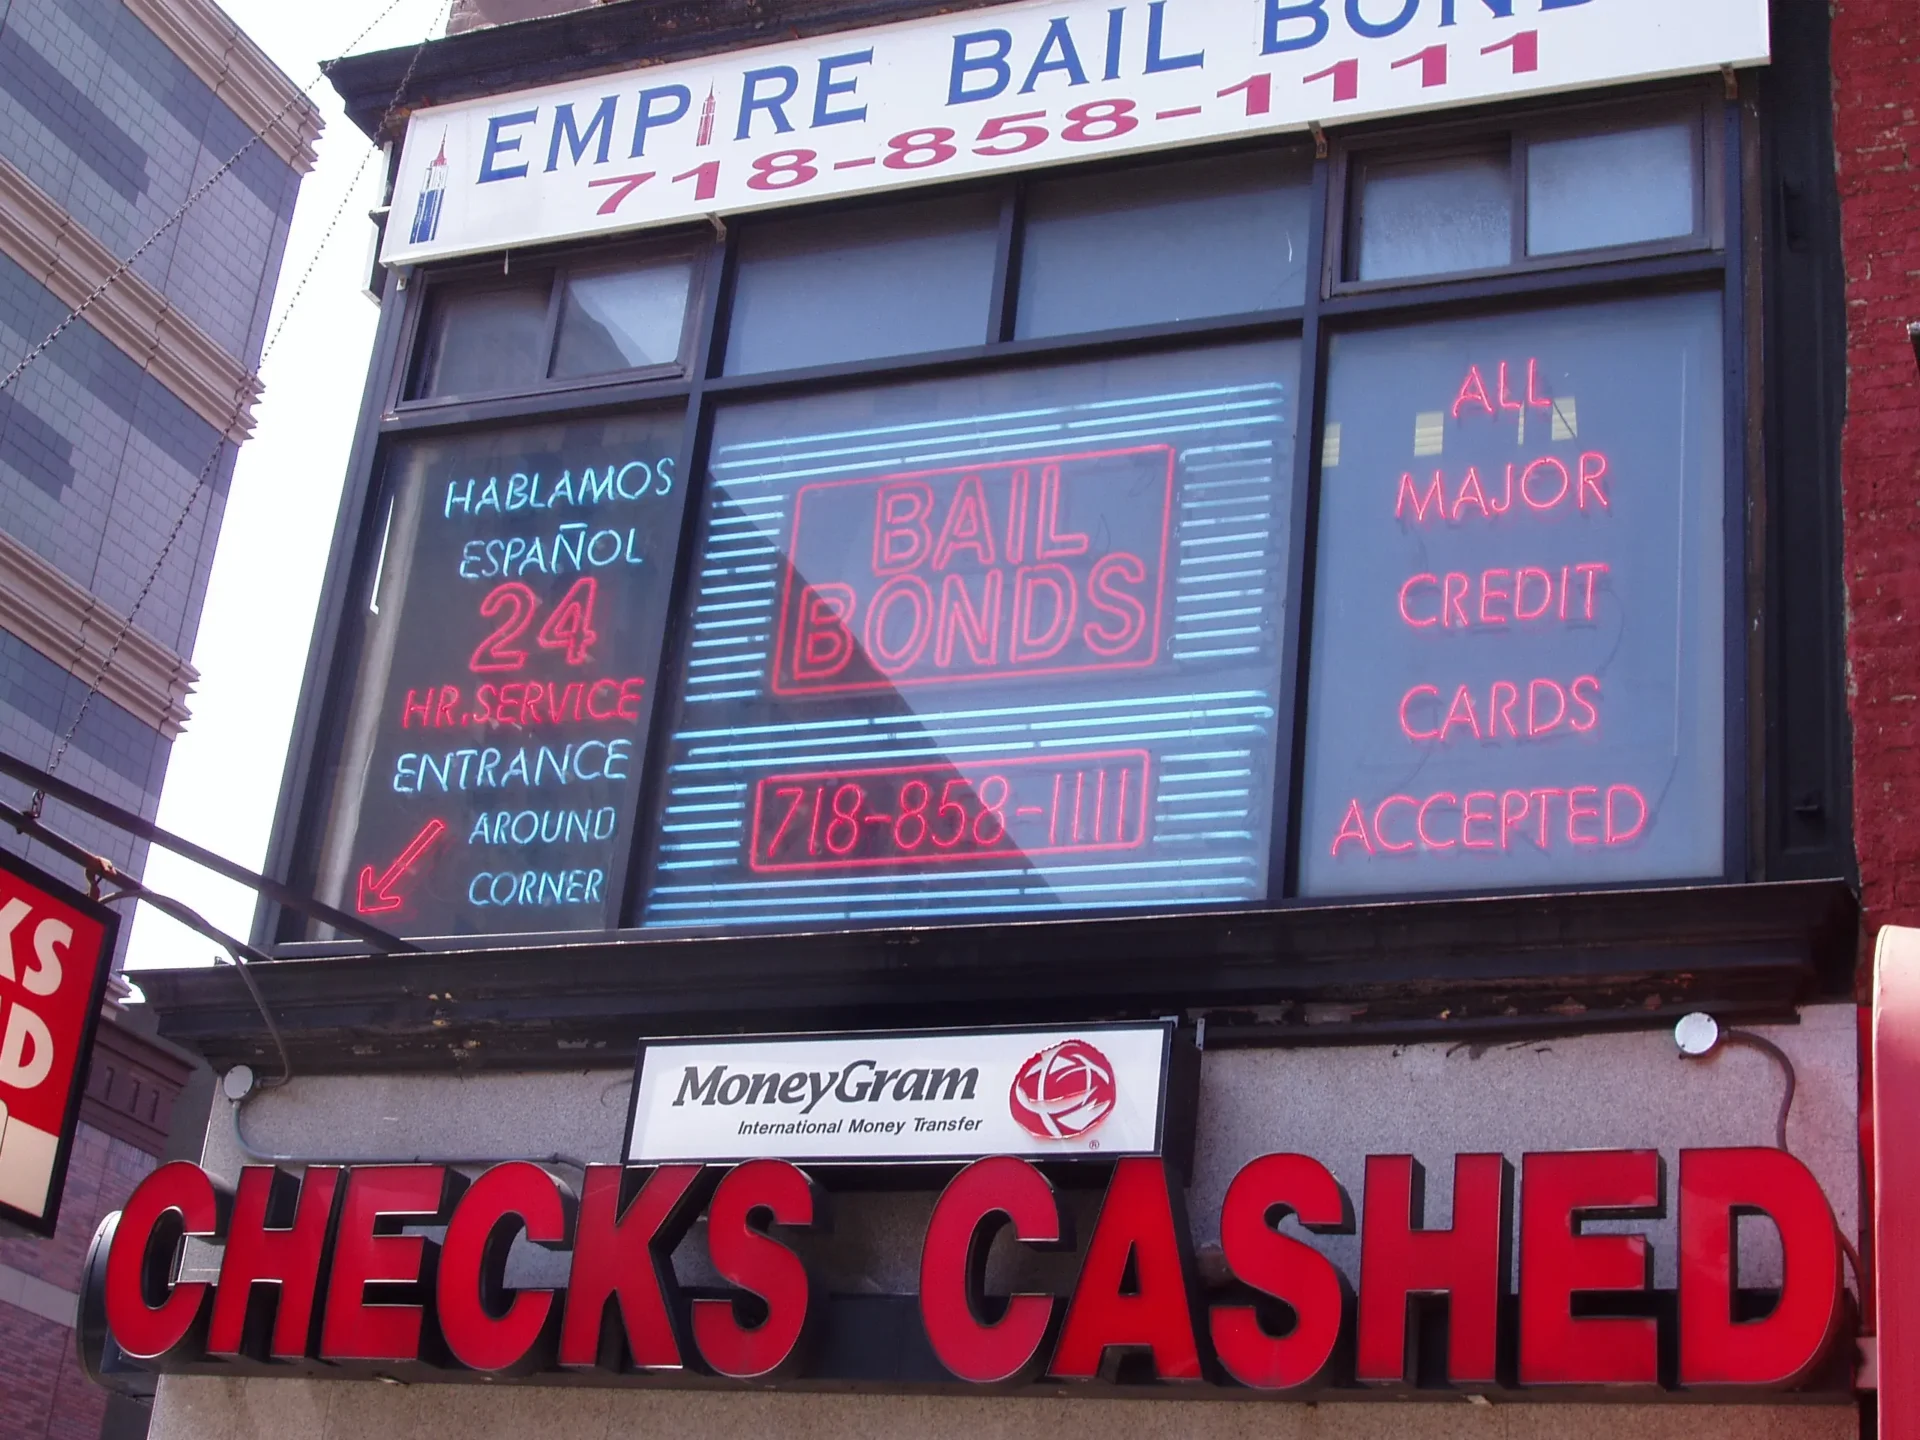 EMPIRE BAIL BOND
718-858-1111
HABLAMOS
ESPAÑOL
24
HR. SERVICE
ENTRANCE
AROUND
CORNER
BAIL
BONDS
718-858-1111
ALL
MAJOR
CREDIT
CARDS
ACCEPTED
MoneyGram
International Money Transfer
®
CHECKS CASHED
KS
D